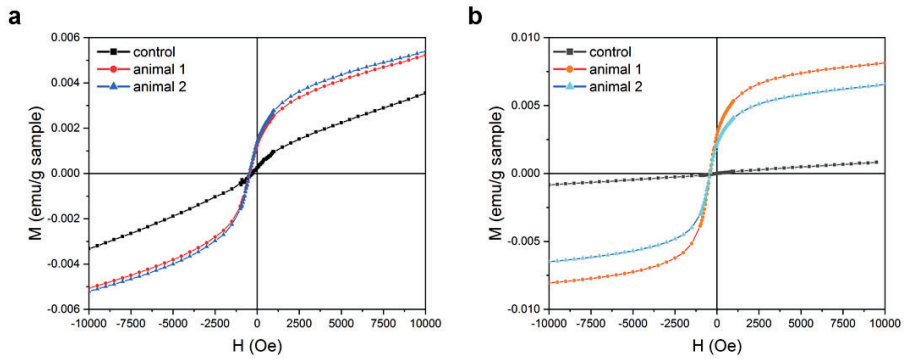 a
control
animal 1
animal 2
M (emu/g sample)
0.006
0.004
0.002
0.000
-0.002
-0.004
-0.006
-10000 -7500 -5000 -2500 0 2500 5000 7500 10000
H (Oe)
b
control
animal 1
animal 2
M (emu/g sample)
0.010
0.005
0.000
-0.005
-0.010
-10000 -7500 -5000 -2500 0 2500 5000 7500 10000
H (Oe)